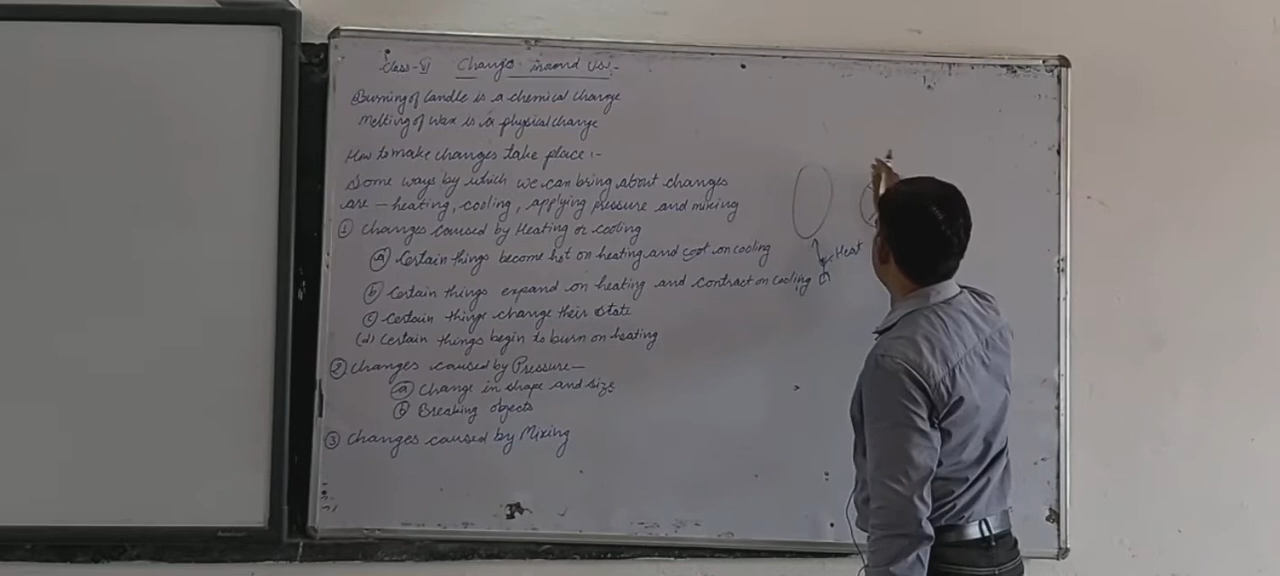 Class-VI Changes around Us:-
Burning of Candle is a chemical change
Melting of wax is a physical change
How to make changes take place :-
Some ways by which we can bring about changes
are — heating, cooling, applying pressure and mixing
① Changes caused by Heating or cooling
(a) Certain things become hot on heating and cool on cooling
(b) Certain things expand on heating and contract on cooling
(c) Certain things change their state
(d) Certain things begin to burn on heating
② Changes caused by Pressure —
(a) Change in shape and size
(b) Breaking objects
③ Changes caused by Mixing
Heat